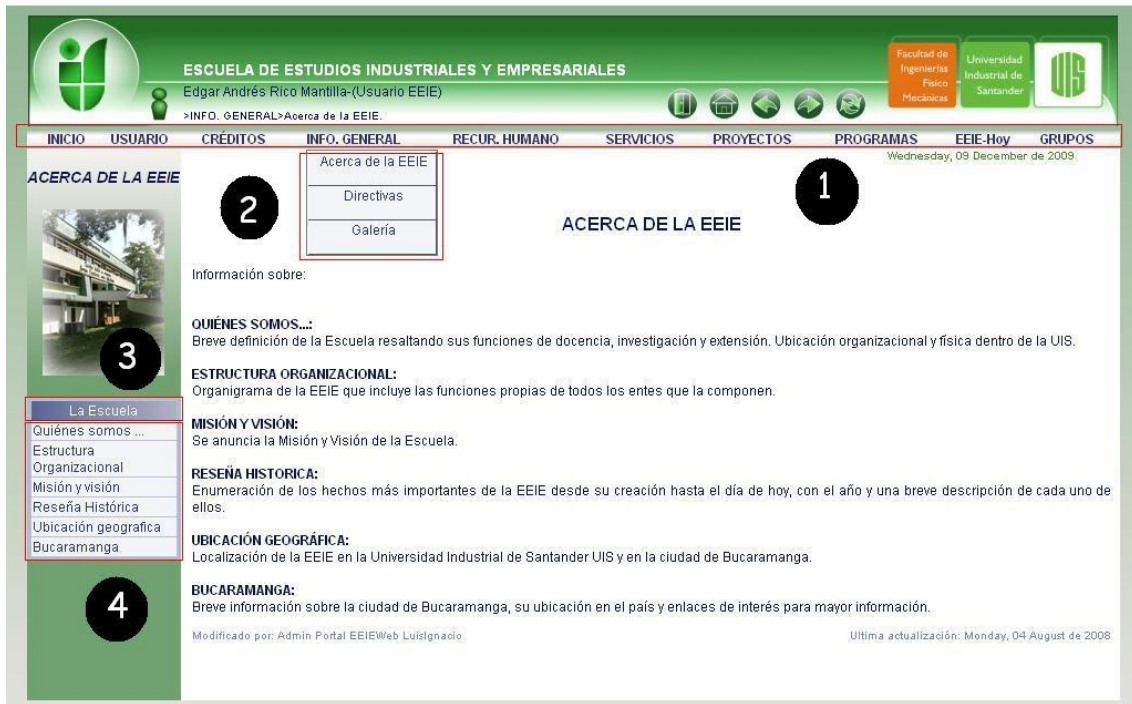 ESCUELA DE ESTUDIOS INDUSTRIALES Y EMPRESARIALES
Edgar Andrés Rico Mantilla-(Usuario EEIE)
>INFO. GENERAL>Acerca de la EEIE.
Facultad de
Ingenierías
Físico
Mecánicas
Universidad
Industrial de
Santander
UIS
INICIO USUARIO CRÉDITOS INFO. GENERAL RECUR. HUMANO SERVICIOS PROYECTOS PROGRAMAS EEIE-Hoy GRUPOS
Wednesday, 09 December de 2009
1
Acerca de la EEIE
Directivas
Galería
2
ACERCA DE LA EEIE
3
La Escuela
Quiénes somos ...
Estructura
Organizacional
Misión y visión
Reseña Histórica
Ubicación geografica
Bucaramanga
4
ACERCA DE LA EEIE
Información sobre:
QUIÉNES SOMOS...:
Breve definición de la Escuela resaltando sus funciones de docencia, investigación y extensión. Ubicación organizacional y física dentro de la UIS.
ESTRUCTURA ORGANIZACIONAL:
Organigrama de la EEIE que incluye las funciones propias de todos los entes que la componen.
MISIÓN Y VISIÓN:
Se anuncia la Misión y Visión de la Escuela.
RESEÑA HISTORICA:
Enumeración de los hechos más importantes de la EEIE desde su creación hasta el día de hoy, con el año y una breve descripción de cada uno de
ellos.
UBICACIÓN GEOGRÁFICA:
Localización de la EEIE en la Universidad Industrial de Santander UIS y en la ciudad de Bucaramanga.
BUCARAMANGA:
Breve información sobre la ciudad de Bucaramanga, su ubicación en el país y enlaces de interés para mayor información.
Modificado por: Admin Portal EEIEWeb LuisIgnacio
Ultima actualización: Monday, 04 August de 2008